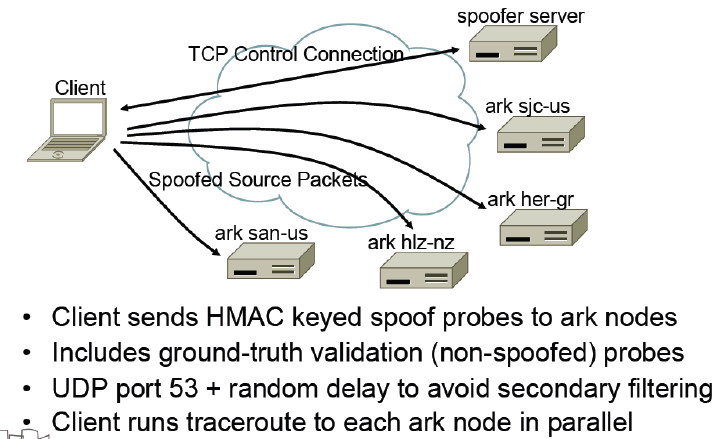 spoofer server
TCP Control Connection
Client
ark sjc-us
Spoofed Source Packets
ark her-gr
ark san-us
ark hlz-nz
• Client sends HMAC keyed spoof probes to ark nodes
• Includes ground-truth validation (non-spoofed) probes
• UDP port 53 + random delay to avoid secondary filtering
• Client runs traceroute to each ark node in parallel